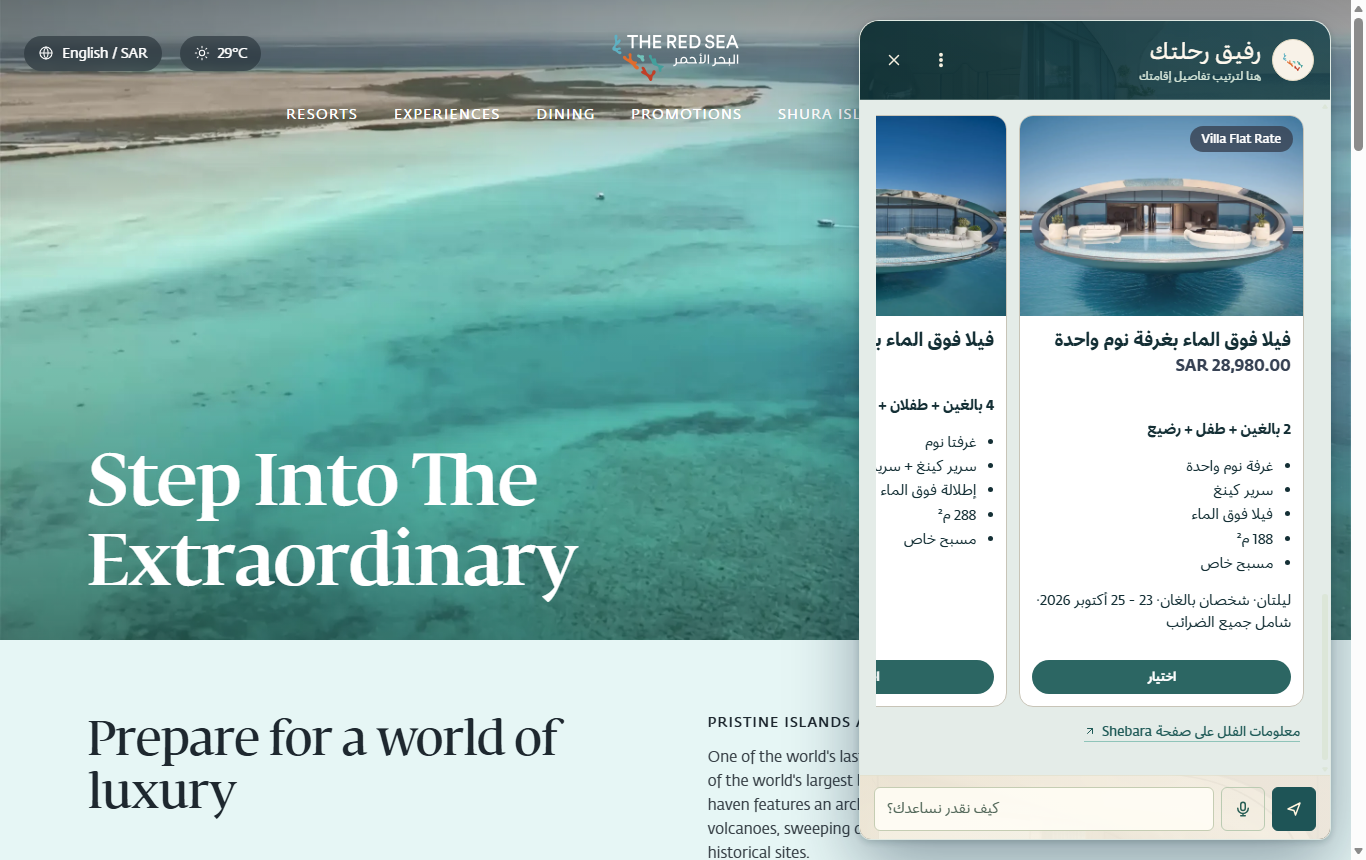 English / SAR
29°C
THE RED SEA
البحر الأحمر
RESORTS
EXPERIENCES
DINING
PROMOTIONS
SHURA ISL
Step Into The
Extraordinary
Prepare for a world of
luxury
PRISTINE ISLANDS
One of the world's las
of the world's largest
haven features an arc
volcanoes, sweeping
historical sites.
رفيق رحلتك
هنا لترتيب تفاصيل إقامتك
Villa Flat Rate
فيلا فوق الماء بغرفة نوم واحدة
SAR 28,980.00
2 بالغين + طفل + رضيع
• غرفة نوم واحدة
• سرير كينغ
• فيلا فوق الماء
• 188 م²
• مسبح خاص
ليلتان· شخصان بالغان· 23 - 25 أكتوبر 2026·
شامل جميع الضرائب
اختيار
فيلا فوق الماء ب
4 بالغين + طفلان +
• غرفتا نوم
• سرير كينغ + سرير
• إطلالة فوق الماء
• 288 م²
• مسبح خاص
معلومات الفلل على صفحة Shebara
كيف نقدر نساعدك؟